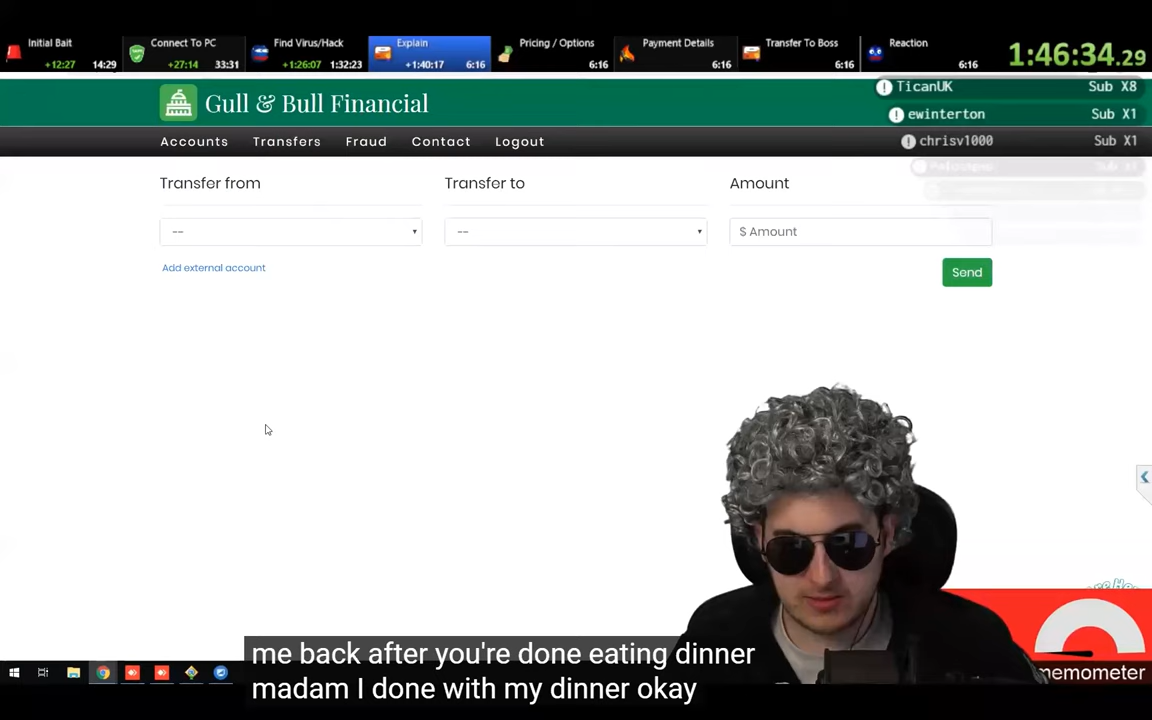 Initial Bait
+12:27 14:29
Connect To PC
+27:14 33:31
Find Virus/Hack
+1:26:07 1:32:23
Explain
+1:40:17 6:16
Pricing / Options
6:16
Payment Details
6:16
Transfer To Boss
6:16
Reaction
6:16
1:46:34.29
TicanUK Sub X8
ewinterton Sub X1
chrisv1000 Sub X1
Gull & Bull Financial
Accounts Transfers Fraud Contact Logout
Transfer from Transfer to Amount
-- -- $ Amount
Add external account
Send
me back after you're done eating dinner
madam I done with my dinner okay
memometer